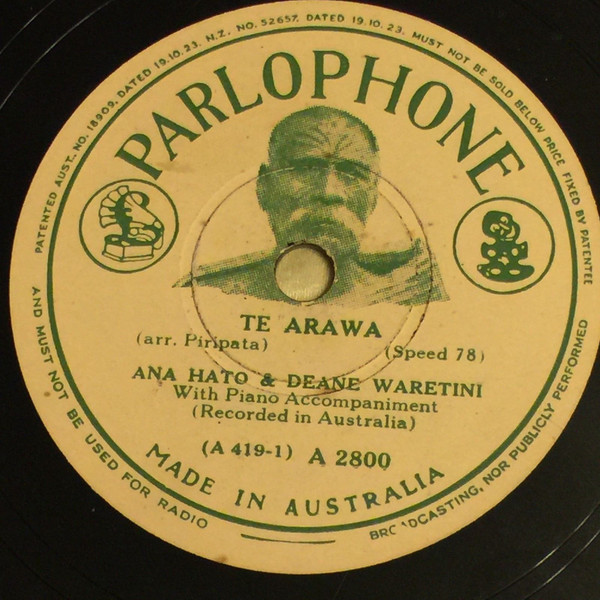 PATENTED AUST. NO. 18909. DATED 19.10.23. N.Z. NO. 52657. DATED 19.10.23. MUST NOT BE SOLD BELOW PRICE FIXED BY PATENTEE
PARLOPHONE
TE ARAWA
(arr. Piripata) (Speed 78)
ANA HATO & DEANE WARETINI
With Piano Accompaniment
(Recorded in Australia)
(A 419-1) A 2800
MADE IN AUSTRALIA
AND MUST NOT BE USED FOR RADIO BROADCASTING, NOR PUBLICLY PERFORMED